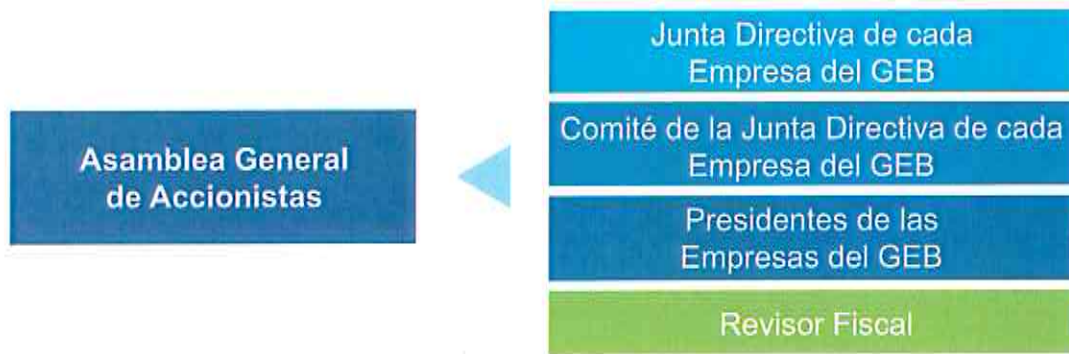 Asamblea General
de Accionistas
Junta Directiva de cada
Empresa del GEB
Comité de la Junta Directiva de cada
Empresa del GEB
Presidentes de las
Empresas del GEB
Revisor Fiscal